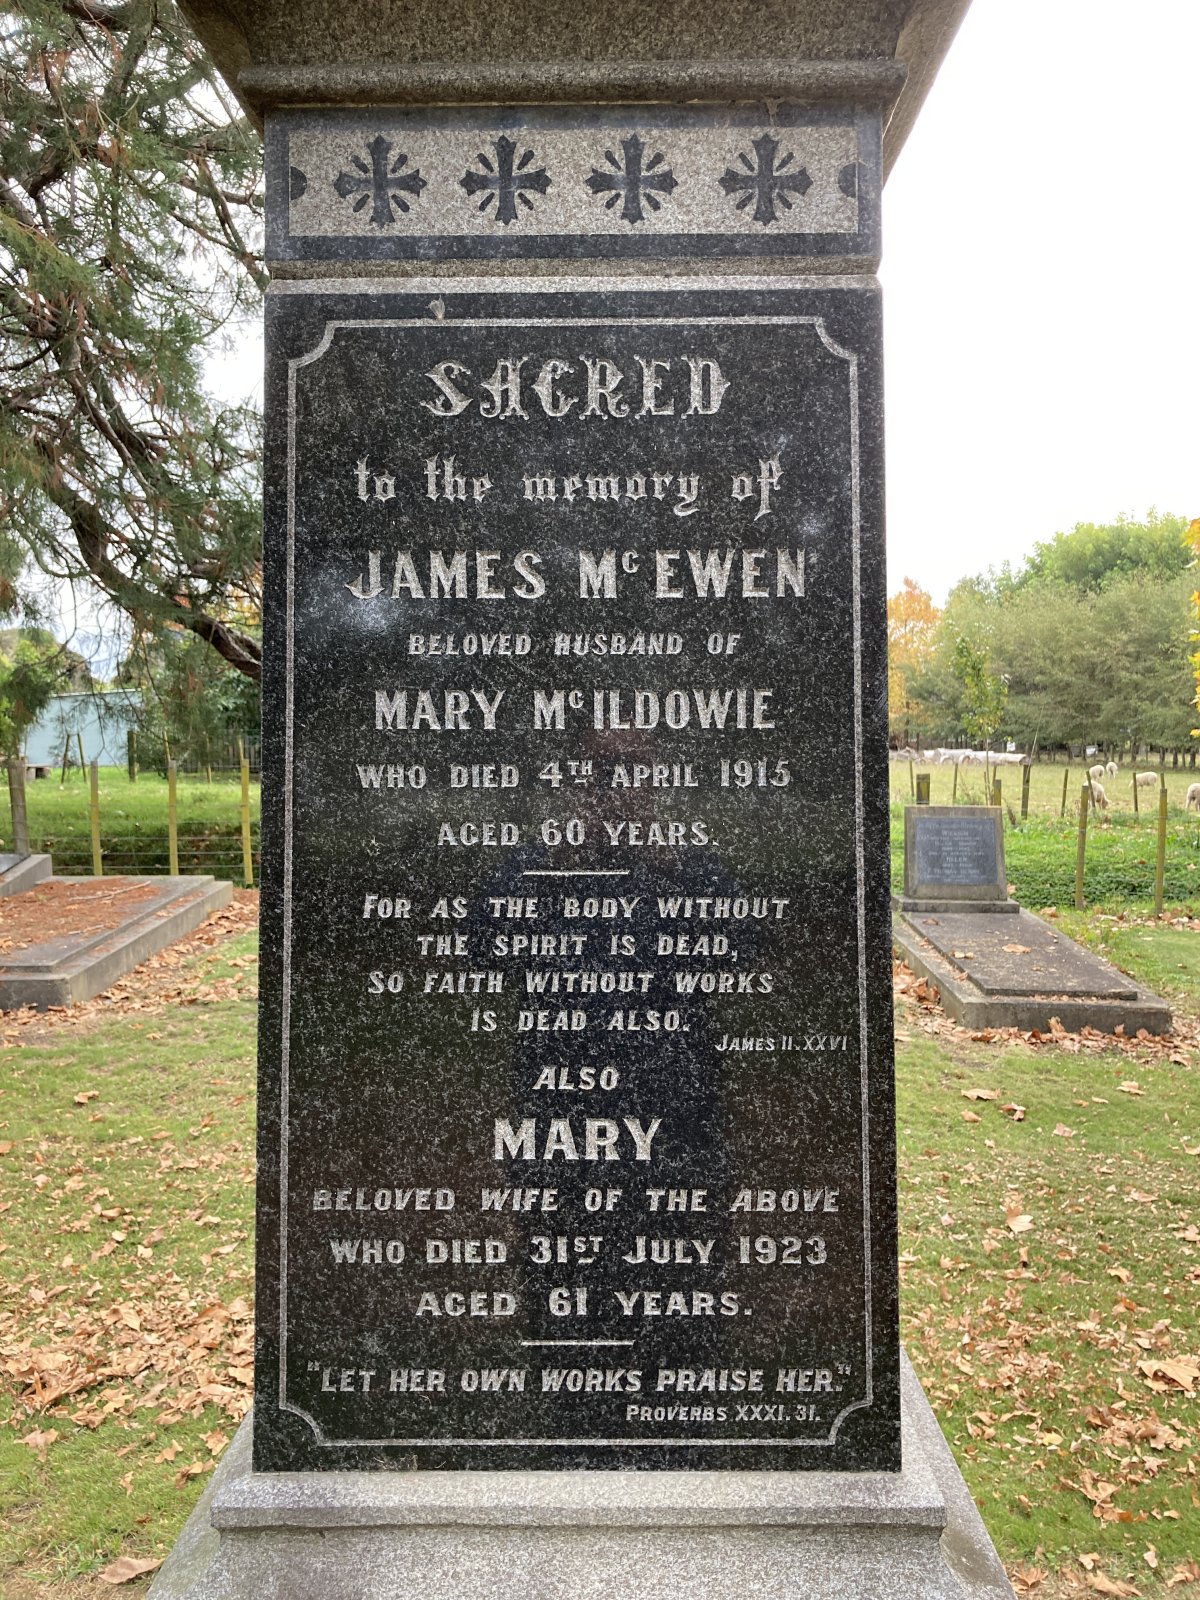 SACRED
to the memory of
JAMES McEWEN
BELOVED HUSBAND OF
MARY McILDOWIE
WHO DIED 4TH APRIL 1915
AGED 60 YEARS.
FOR AS THE BODY WITHOUT
THE SPIRIT IS DEAD,
SO FAITH WITHOUT WORKS
IS DEAD ALSO.
JAMES II. XXVI
ALSO
MARY
BELOVED WIFE OF THE ABOVE
WHO DIED 31ST JULY 1923
AGED 61 YEARS.
"LET HER OWN WORKS PRAISE HER."
PROVERBS XXXI. 31.